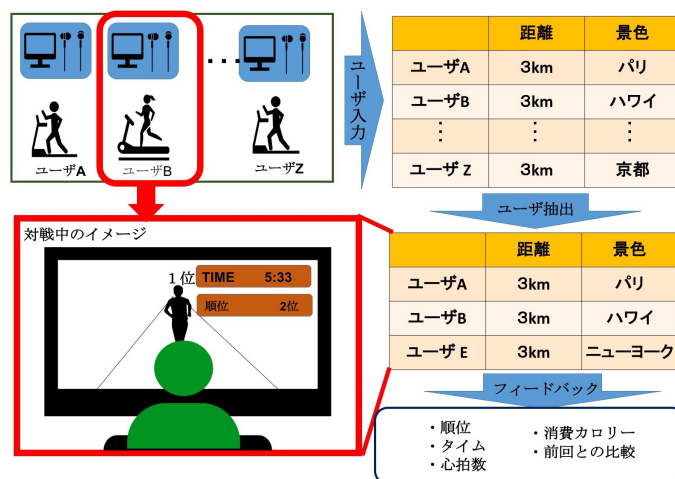 ユーザA
ユーザB
ユーザZ
・・・
ユーザ入力
距離 景色
ユーザA 3km パリ
ユーザB 3km ハワイ
⋮ ⋮ ⋮
ユーザ Z 3km 京都
ユーザ抽出
対戦中のイメージ
1位
TIME 5:33
順位 2位
距離 景色
ユーザA 3km パリ
ユーザB 3km ハワイ
ユーザ E 3km ニューヨーク
フィードバック
・順位
・タイム
・心拍数
・消費カロリー
・前回との比較